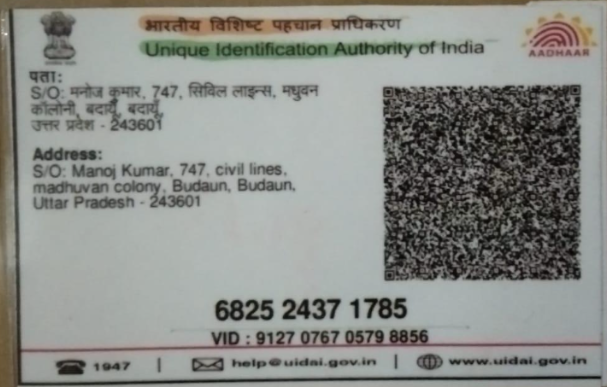 भारतीय विशिष्ट पहचान प्राधिकरण
Unique Identification Authority of India
AADHAAR
पता:
S/O: मनोज कुमार, 747, सिविल लाइन्स, मधुवन
कॉलोनी, बदायूँ, बदायूँ,
उत्तर प्रदेश - 243601
Address:
S/O: Manoj Kumar, 747, civil lines,
madhuvan colony, Budaun, Budaun,
Uttar Pradesh - 243601
6825 2437 1785
VID : 9127 0767 0579 8856
1947 | help@uidai.gov.in | www.uidai.gov.in